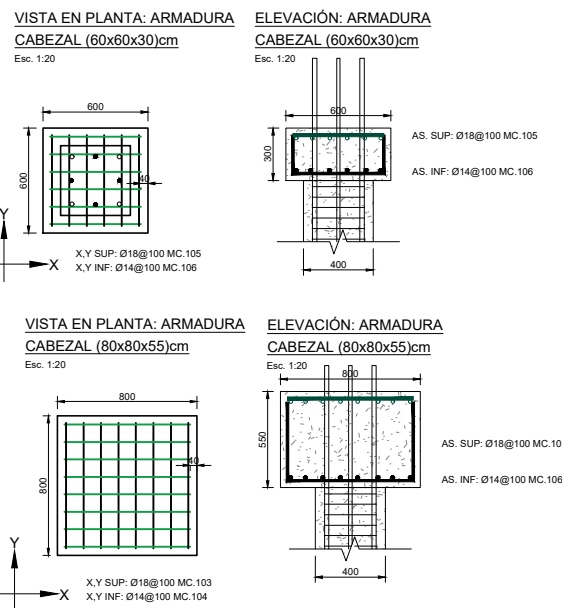 VISTA EN PLANTA: ARMADURA
CABEZAL (60x60x30)cm
Esc. 1:20
600
600
40
Y
X
X,Y SUP: Ø18@100 MC.105
X,Y INF: Ø14@100 MC.106
ELEVACIÓN: ARMADURA
CABEZAL (60x60x30)cm
Esc. 1:20
600
300
AS. SUP: Ø18@100 MC.105
AS. INF: Ø14@100 MC.106
400
VISTA EN PLANTA: ARMADURA
CABEZAL (80x80x55)cm
Esc. 1:20
800
800
40
Y
X
X,Y SUP: Ø18@100 MC.103
X,Y INF: Ø14@100 MC.104
ELEVACIÓN: ARMADURA
CABEZAL (80x80x55)cm
Esc. 1:20
800
550
AS. SUP: Ø18@100 MC.10
AS. INF: Ø14@100 MC.106
400